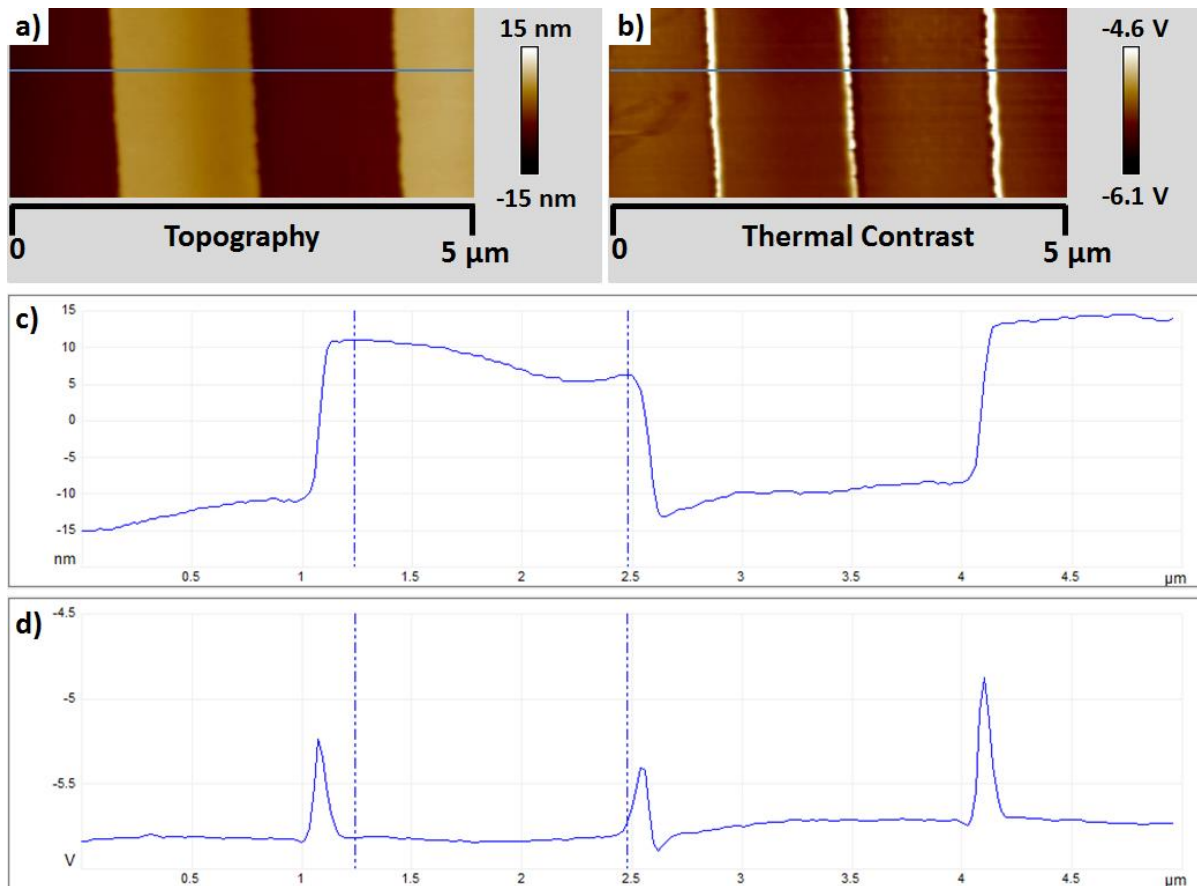 a)
15 nm
-15 nm
0
Topography
5 µm
b)
-4.6 V
-6.1 V
0
Thermal Contrast
5 µm
c)
15
10
5
0
-5
-10
-15
nm
0.5 1 1.5 2 2.5 3 3.5 4 4.5 µm
d)
-4.5
-5
-5.5
V
0.5 1 1.5 2 2.5 3 3.5 4 4.5 µm